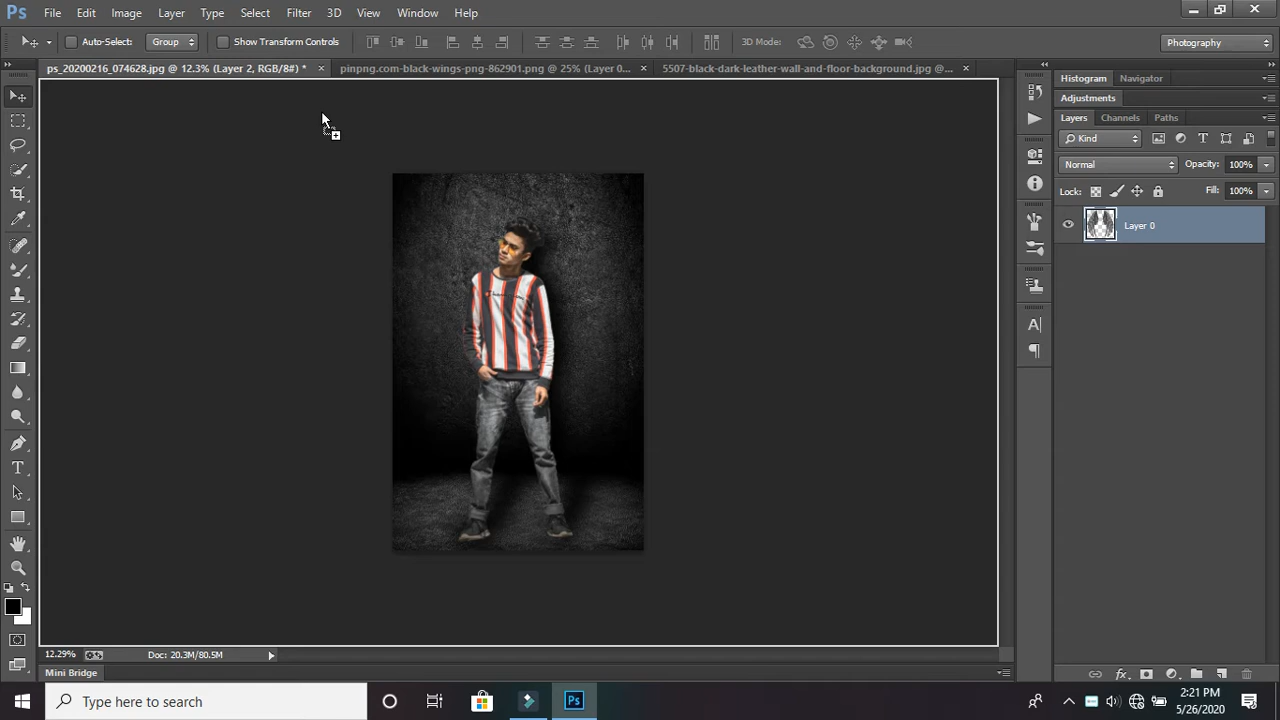 Ps File Edit Image Layer Type Select Filter 3D View Window Help
Auto-Select: Group Show Transform Controls 3D Mode: Photography
ps_20200216_074628.jpg @ 12.3% (Layer 2, RGB/8#) * × pinpng.com-black-wings-png-862901.png @ 25% (Layer 0... × 5507-black-dark-leather-wall-and-floor-background.jpg @... ×
Histogram Navigator
Adjustments
Layers Channels Paths
Kind
Normal Opacity: 100%
Lock: Fill: 100%
Layer 0
12.29% Doc: 20.3M/80.5M
Mini Bridge
Type here to search
Ps
2:21 PM
5/26/2020